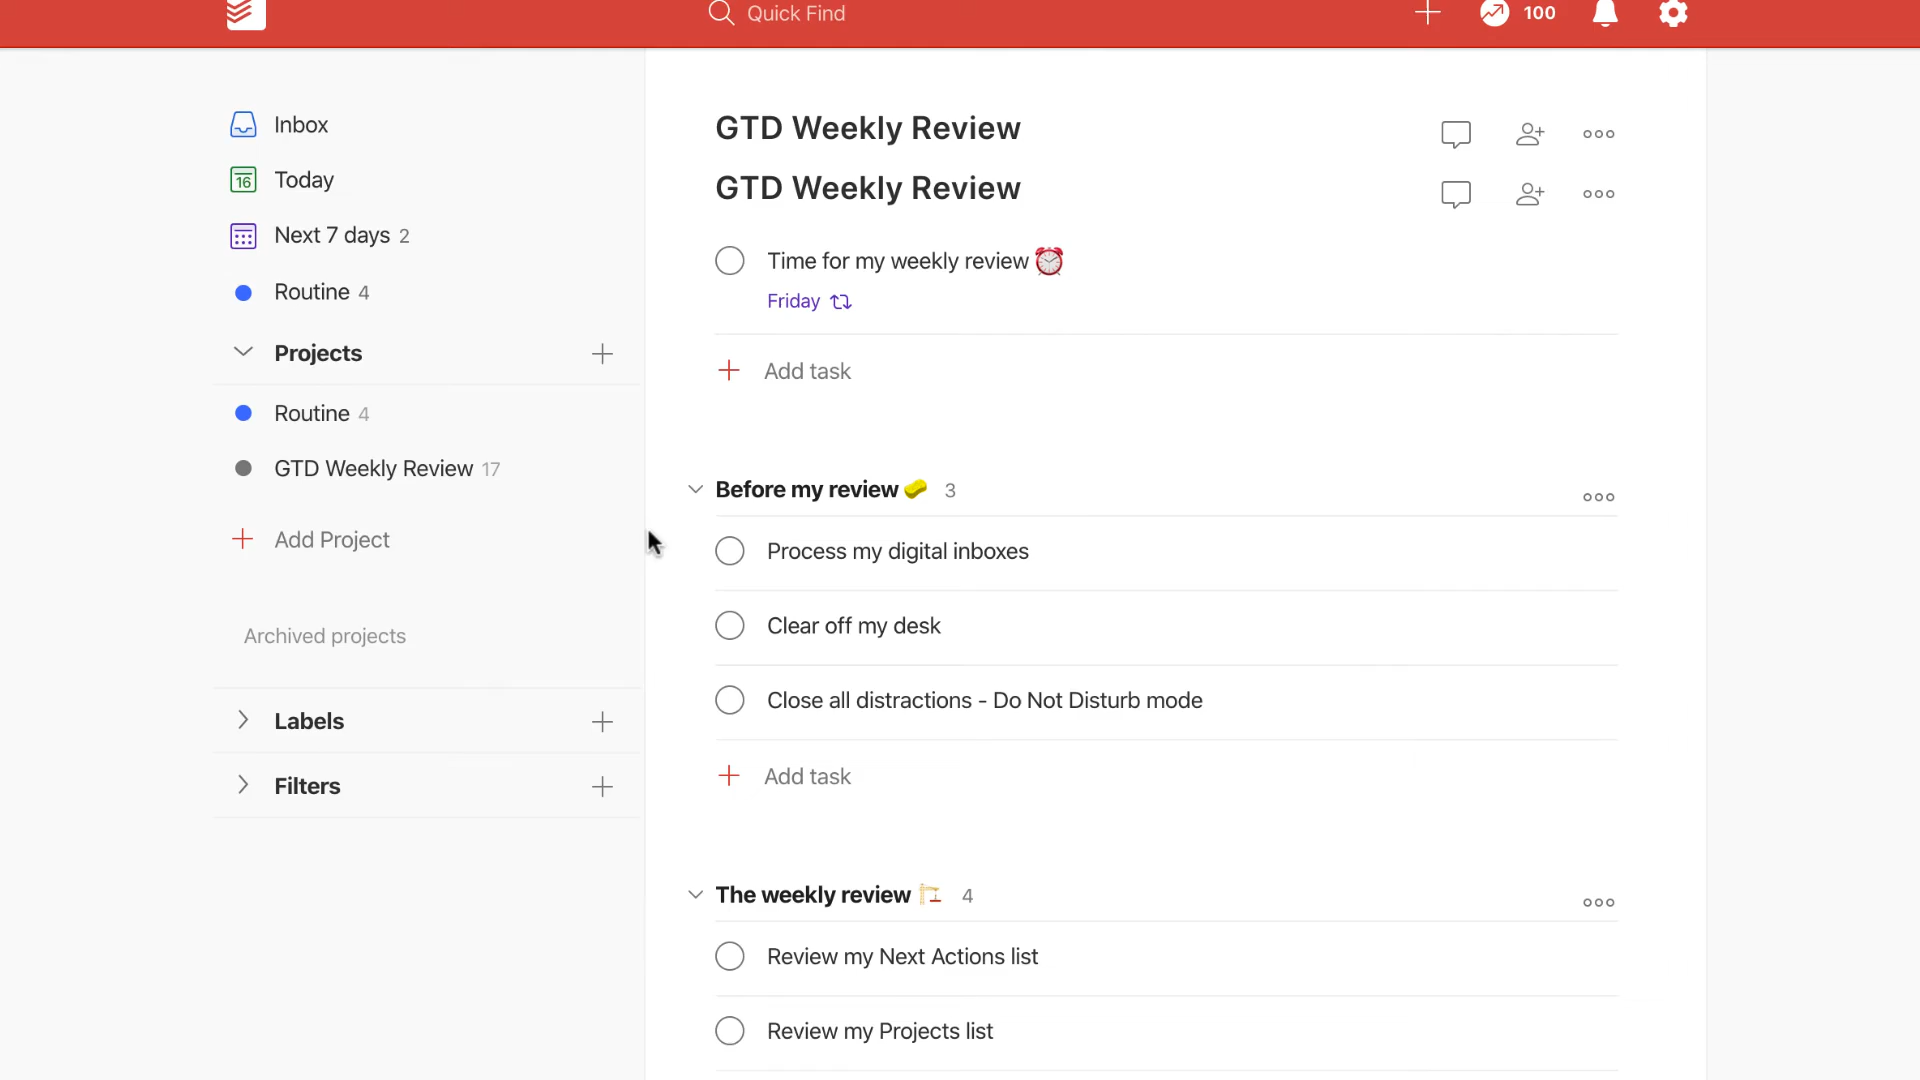 Quick Find
100
Inbox
16 Today
Next 7 days 2
Routine 4
Projects
Routine 4
GTD Weekly Review 17
Add Project
Archived projects
Labels
Filters
GTD Weekly Review
GTD Weekly Review
Time for my weekly review ⏰
Friday
Add task
Before my review 🧽 3
Process my digital inboxes
Clear off my desk
Close all distractions - Do Not Disturb mode
Add task
The weekly review 🏗️ 4
Review my Next Actions list
Review my Projects list